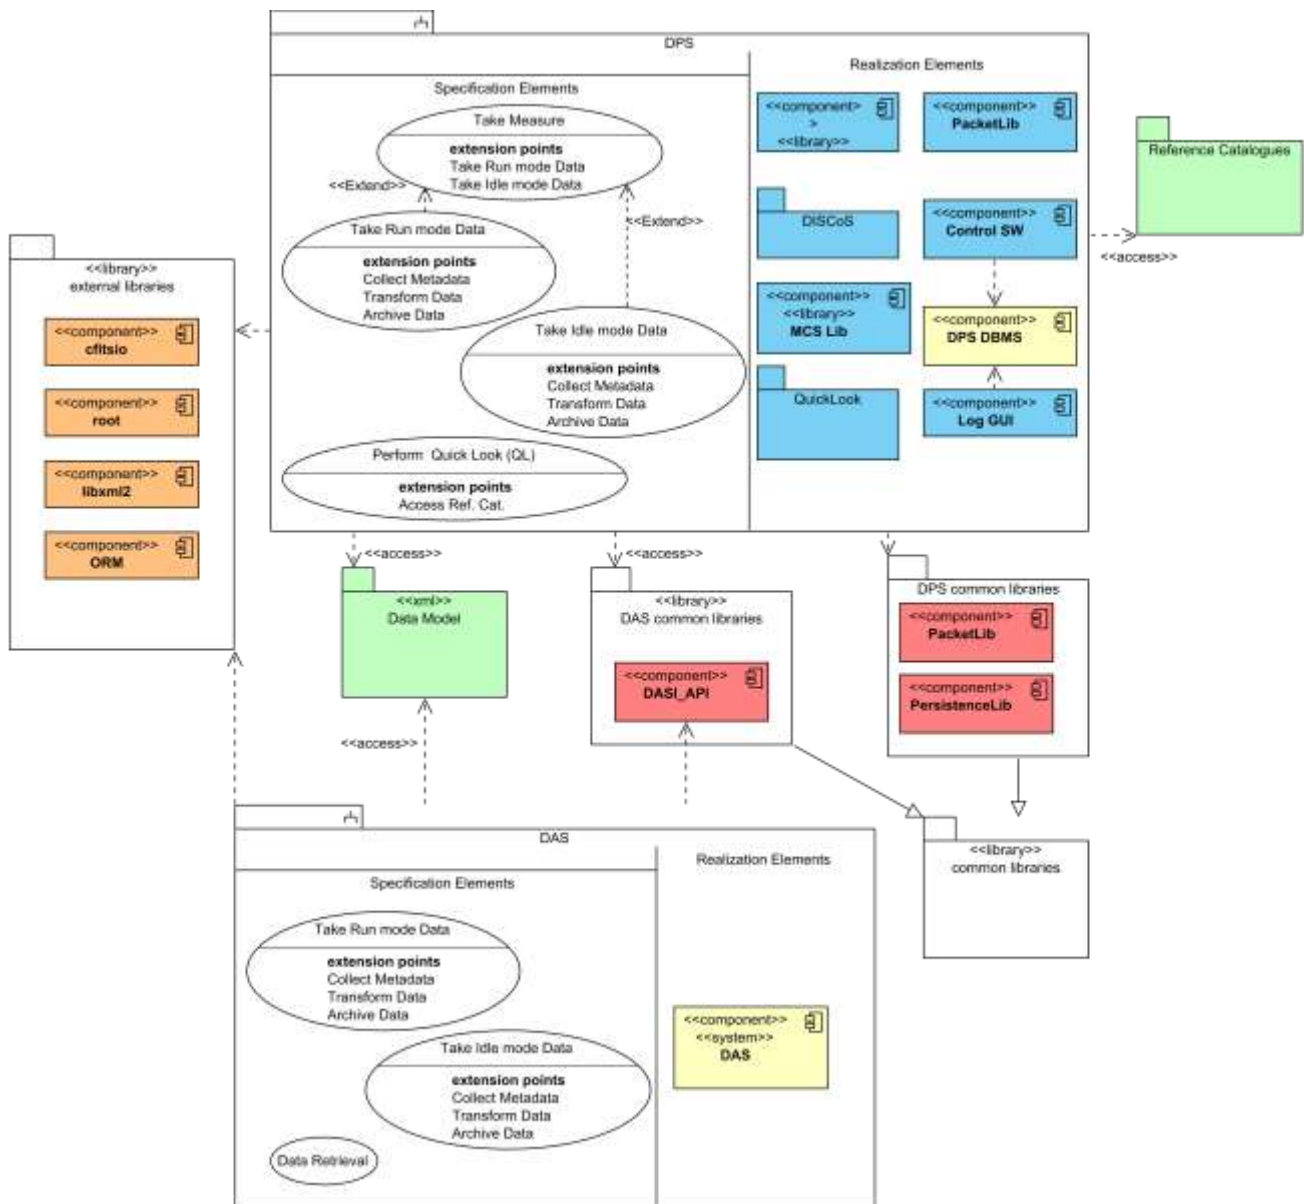 DPS
Specification Elements
Take Measure
extension points
Take Run mode Data
Take Idle mode Data
<<Extend>>
<<Extend>>
Take Run mode Data
extension points
Collect Metadata
Transform Data
Archive Data
Take Idle mode Data
extension points
Collect Metadata
Transform Data
Archive Data
Perform Quick Look (QL)
extension points
Access Ref. Cat.
Realization Elements
<<component>
>
<<library>>
<<component>>
PacketLib
DISCoS
<<component>>
Control SW
<<component>>
<<library>>
MCS Lib
<<component>>
DPS DBMS
QuickLook
<<component>>
Log GUI
Reference Catalogues
<<access>>
<<library>>
external libraries
<<component>>
cfitsio
<<component>>
root
<<component>>
libxml2
<<component>>
ORM
<<access>>
<<xml>>
Data Model
<<access>>
<<access>>
<<library>>
DAS common libraries
<<component>>
DASI_API
DPS common libraries
<<component>>
PacketLib
<<component>>
PersistenceLib
<<library>>
common libraries
DAS
Specification Elements
Take Run mode Data
extension points
Collect Metadata
Transform Data
Archive Data
Take Idle mode Data
extension points
Collect Metadata
Transform Data
Archive Data
Data Retrieval
Realization Elements
<<component>>
<<system>>
DAS